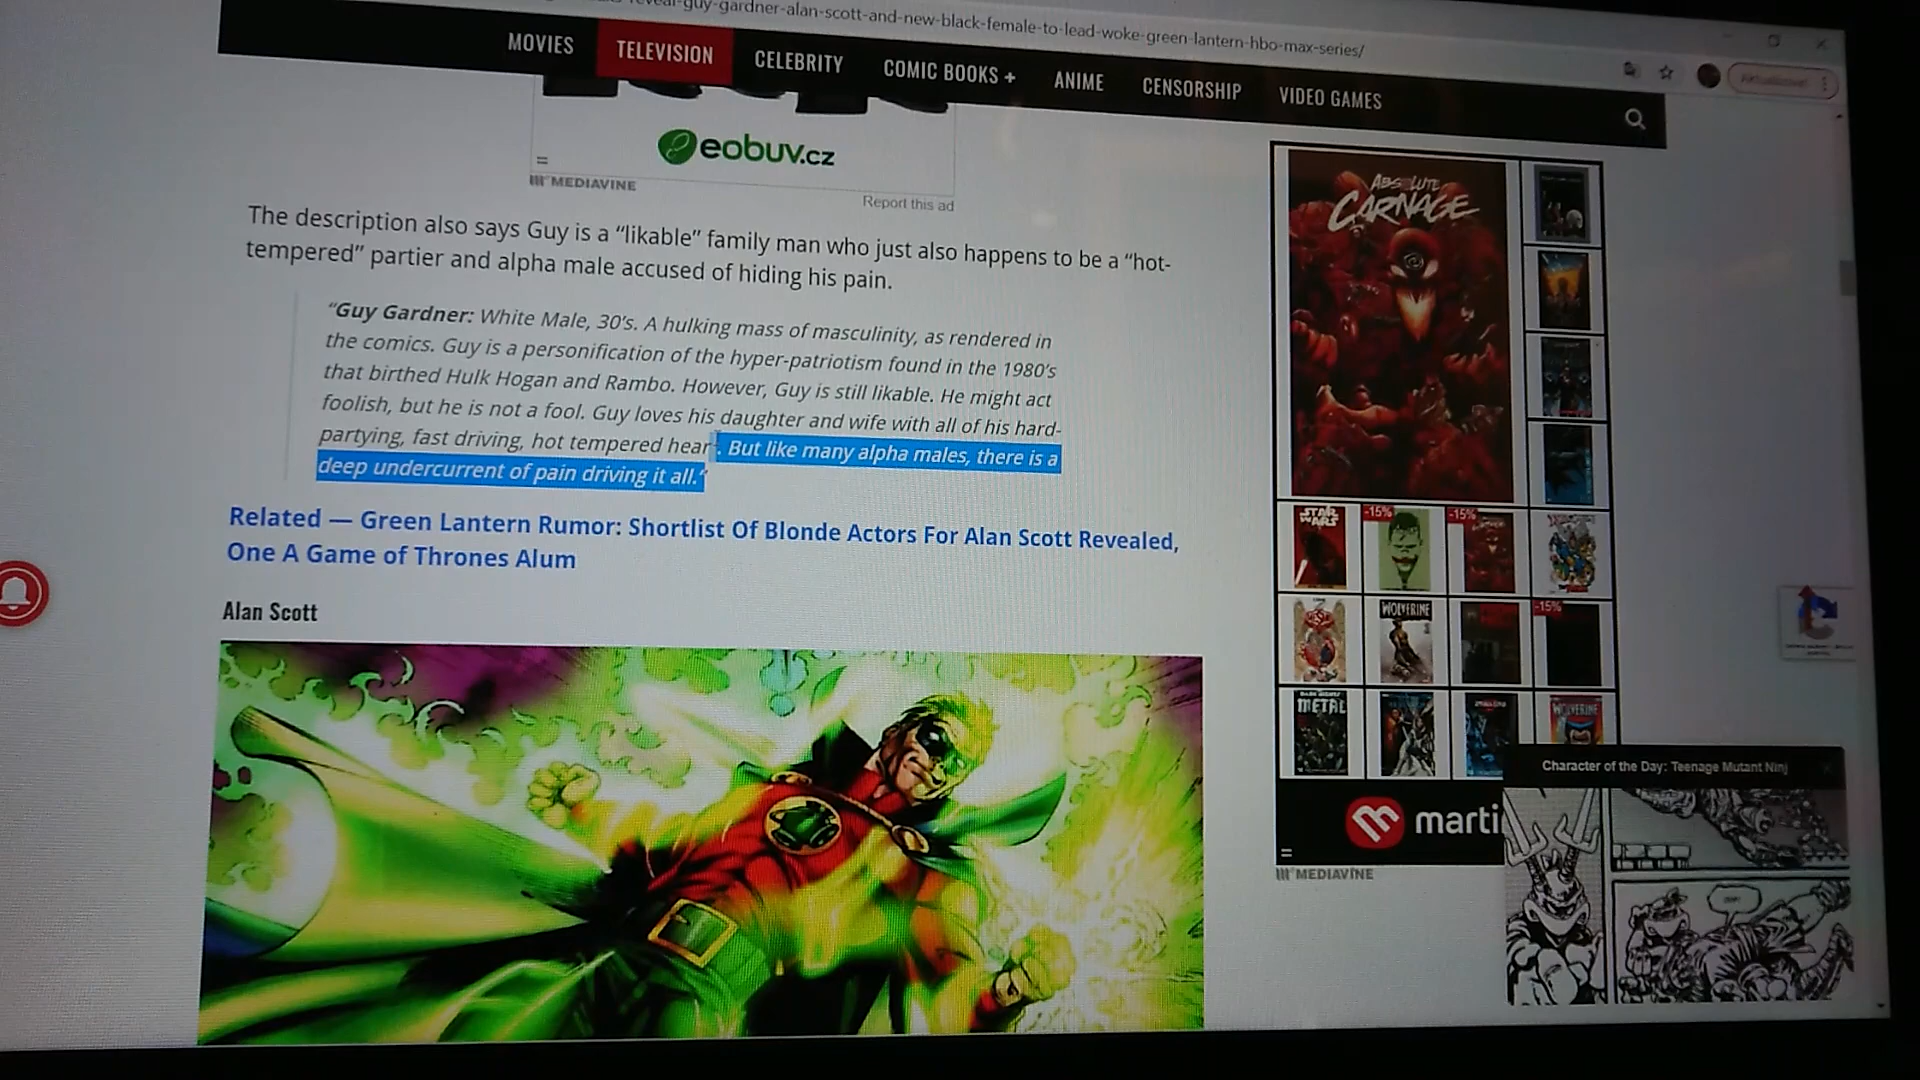 reveal-guy-gardner-alan-scott-and-new-black-female-to-lead-woke-green-lantern-hbo-max-series/
MOVIES
TELEVISION
CELEBRITY
COMIC BOOKS +
ANIME
CENSORSHIP
VIDEO GAMES
eobuv.cz
MEDIAVINE
Report this ad
The description also says Guy is a “likable” family man who just also happens to be a “hot-
tempered” partier and alpha male accused of hiding his pain.
“Guy Gardner: White Male, 30’s. A hulking mass of masculinity, as rendered in
the comics. Guy is a personification of the hyper-patriotism found in the 1980’s
that birthed Hulk Hogan and Rambo. However, Guy is still likable. He might act
foolish, but he is not a fool. Guy loves his daughter and wife with all of his hard-
partying, fast driving, hot tempered hear. But like many alpha males, there is a
deep undercurrent of pain driving it all.”
Related — Green Lantern Rumor: Shortlist Of Blonde Actors For Alan Scott Revealed,
One A Game of Thrones Alum
Alan Scott
ABSOLUTE
CARNAGE
STAR
WARS
-15%
-15%
WOLVERINE
-15%
METAL
WOLVERINE
marti
MEDIAVINE
Character of the Day: Teenage Mutant Ninj